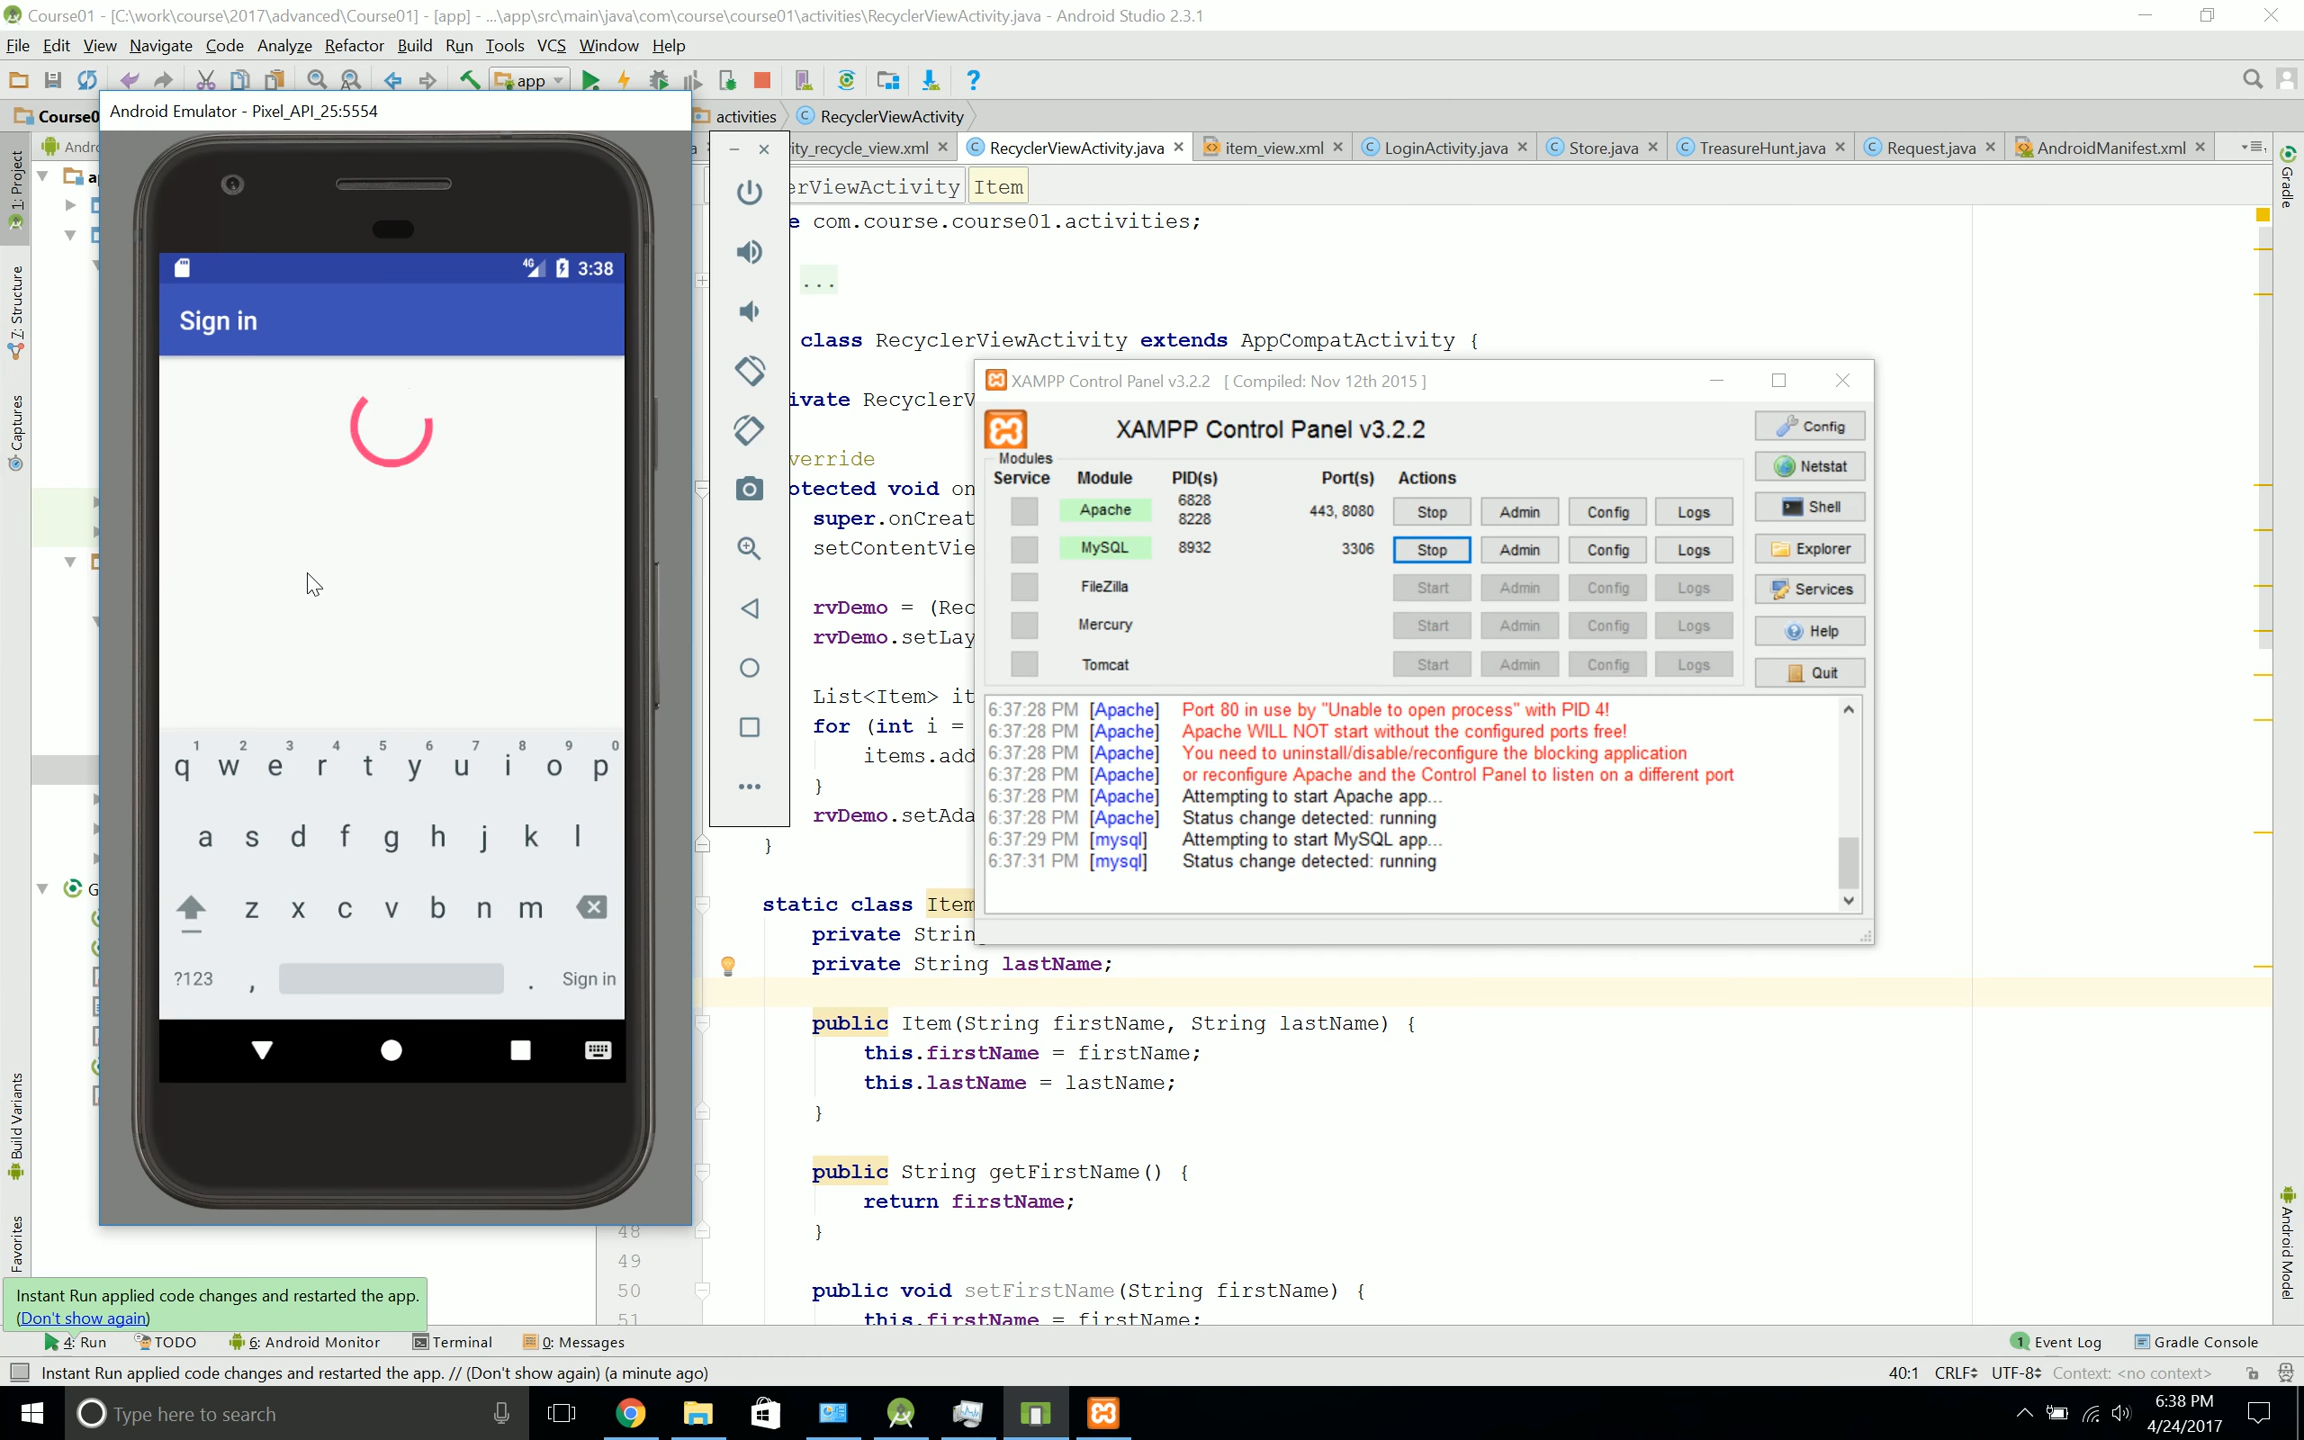 Course01 - [C:\work\course\2017\advanced\Course01] - [app] - ...\app\src\main\java\com\course\course01\activities\RecyclerViewActivity.java - Android Studio 2.3.1
File Edit View Navigate Code Analyze Refactor Build Run Tools VCS Window Help
app
activities RecyclerViewActivity
ity_recycle_view.xml RecyclerViewActivity.java item_view.xml LoginActivity.java Store.java TreasureHunt.java Request.java AndroidManifest.xml
erViewActivity Item
1: Project
7: Structure
Captures
Build Variants
Favorites
Gradle
Android Model
Android Emulator - Pixel_API_25:5554
4G 3:38
Sign in
1 2 3 4 5 6 7 8 9 0
q w e r t y u i o p
a s d f g h j k l
z x c v b n m
?123 , . Sign in
e com.course.course01.activities;
...
class RecyclerViewActivity extends AppCompatActivity {
ivate RecyclerV
verride
otected void on
super.onCreat
setContentVie
rvDemo = (Rec
rvDemo.setLay
List<Item> it
for (int i =
items.add
}
rvDemo.setAda
}
static class Item
private Strin
private String lastName;
public Item(String firstName, String lastName) {
this.firstName = firstName;
this.lastName = lastName;
}
public String getFirstName() {
return firstName;
48 }
49
50 public void setFirstName(String firstName) {
51 this.firstName = firstName;
XAMPP Control Panel v3.2.2 [ Compiled: Nov 12th 2015 ]
XAMPP Control Panel v3.2.2
Modules
Service Module PID(s) Port(s) Actions
Apache 6828 8228 443, 8080 Stop Admin Config Logs
MySQL 8932 3306 Stop Admin Config Logs
FileZilla Start Admin Config Logs
Mercury Start Admin Config Logs
Tomcat Start Admin Config Logs
Config
Netstat
Shell
Explorer
Services
Help
Quit
6:37:28 PM [Apache] Port 80 in use by "Unable to open process" with PID 4!
6:37:28 PM [Apache] Apache WILL NOT start without the configured ports free!
6:37:28 PM [Apache] You need to uninstall/disable/reconfigure the blocking application
6:37:28 PM [Apache] or reconfigure Apache and the Control Panel to listen on a different port
6:37:28 PM [Apache] Attempting to start Apache app...
6:37:28 PM [Apache] Status change detected: running
6:37:29 PM [mysql] Attempting to start MySQL app...
6:37:31 PM [mysql] Status change detected: running
Instant Run applied code changes and restarted the app.
(Don't show again)
4: Run TODO 6: Android Monitor Terminal 0: Messages 1 Event Log Gradle Console
Instant Run applied code changes and restarted the app. // (Don't show again) (a minute ago) 40:1 CRLF UTF-8 Context: <no context>
Type here to search
6:38 PM
4/24/2017